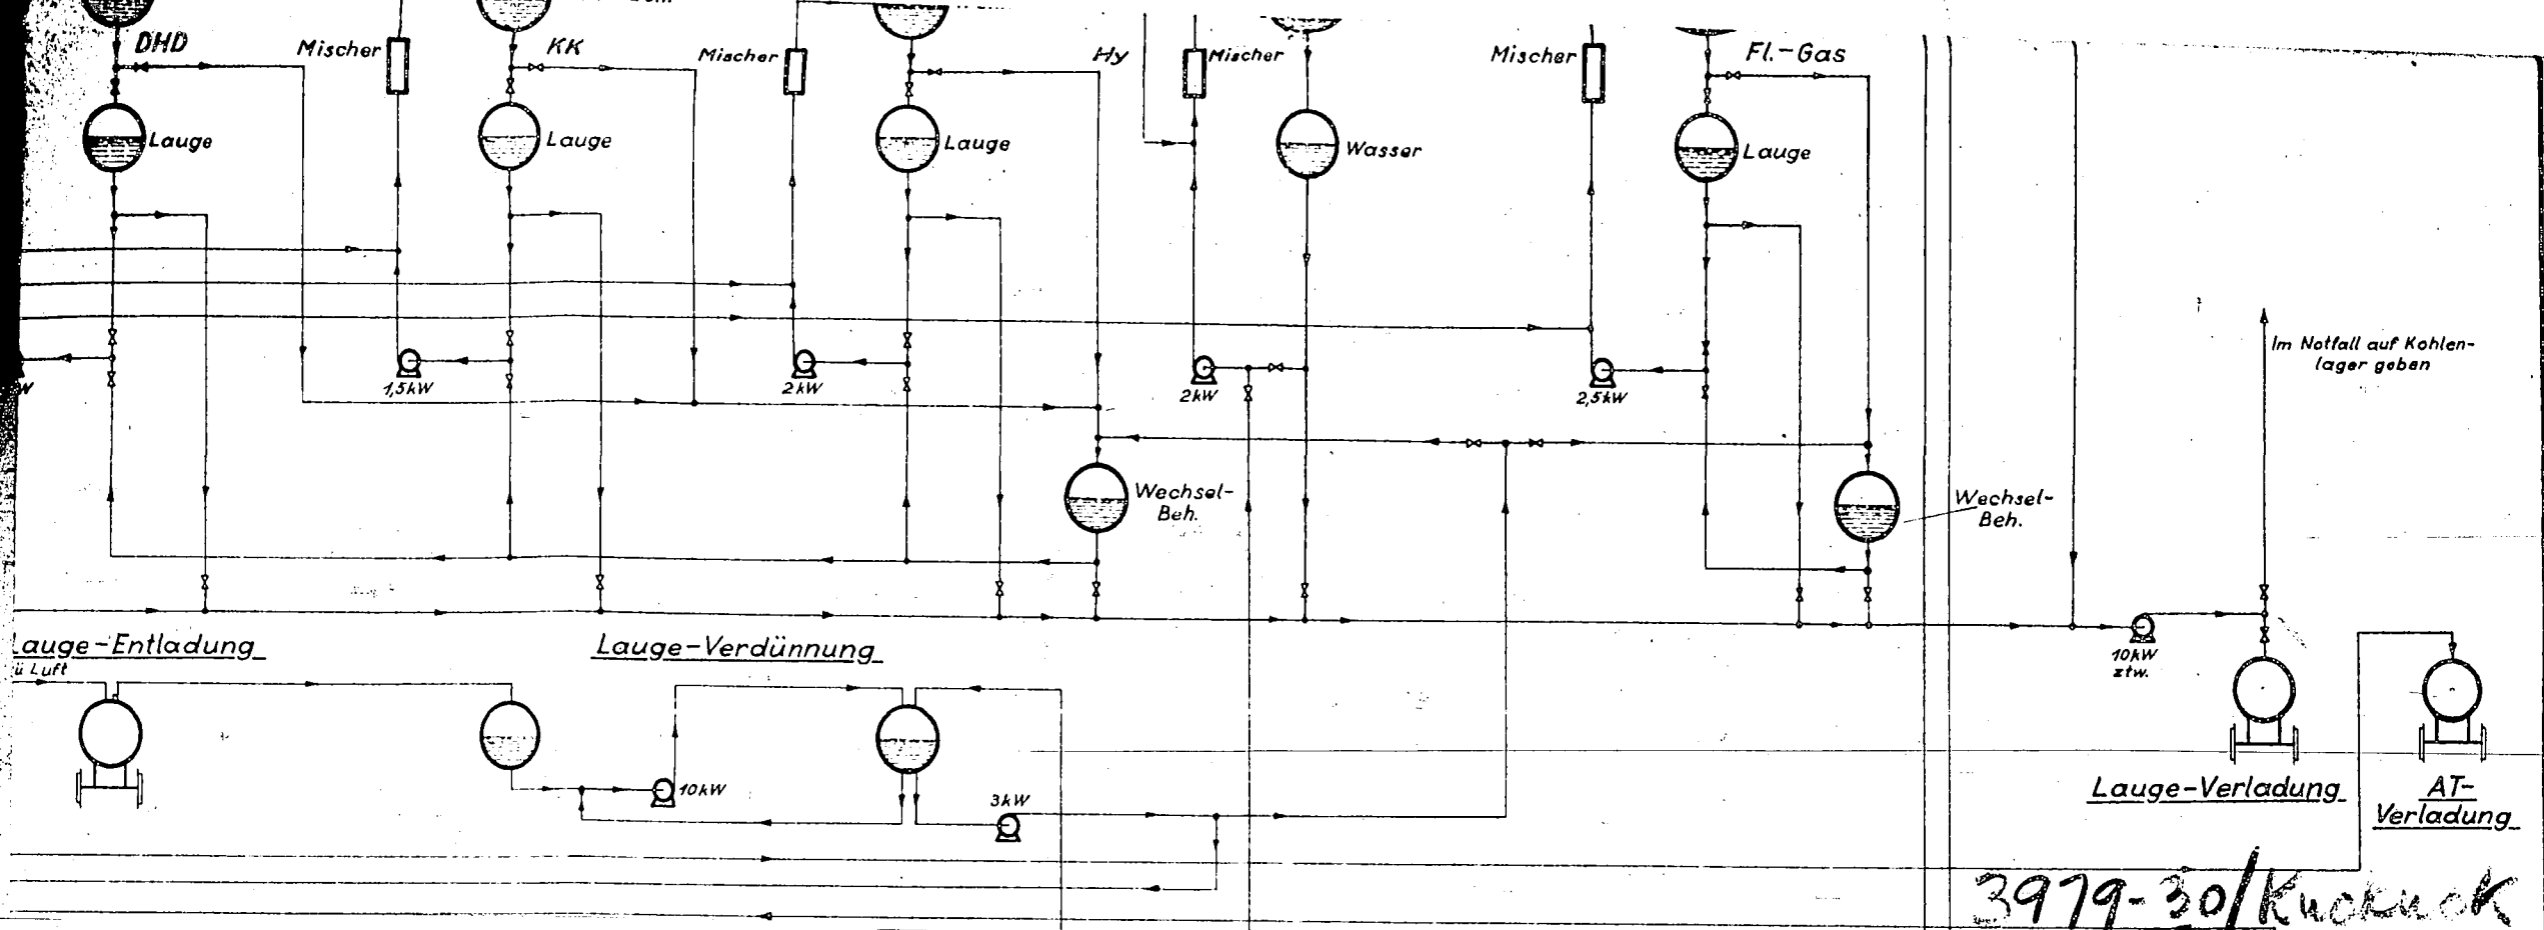 DHD
Mischer
KK
Mischer
Hy
Mischer
Mischer
Fl.-Gas
Lauge
Lauge
Lauge
Wasser
Lauge
Im Notfall auf Kohlen-
lager geben
W
1,5kW
2kW
2kW
2,5kW
Wechsel-
Beh.
Wechsel-
Beh.
Lauge-Entladung
Lauge-Verdünnung
ü Luft
10kW
ztw.
10kW
3kW
Lauge-Verladung
AT-
Verladung
3979-30/